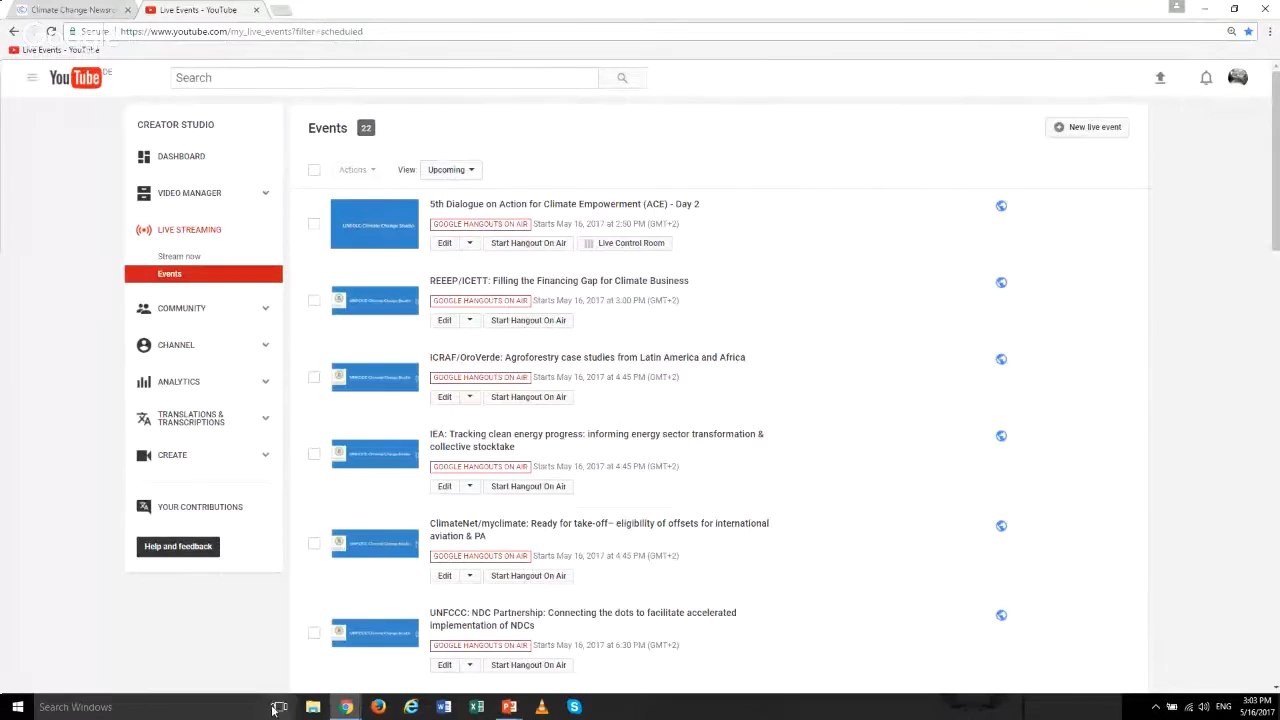 Climate Change Newsro
Live Events - YouTube
Secure
https://www.youtube.com/my_live_events?filter=scheduled
Live Events - YouTube
YouTube DE
Search
CREATOR STUDIO
DASHBOARD
VIDEO MANAGER
LIVE STREAMING
Stream now
Events
COMMUNITY
CHANNEL
ANALYTICS
TRANSLATIONS &
TRANSCRIPTIONS
CREATE
YOUR CONTRIBUTIONS
Help and feedback
Events 22
New live event
Actions
View:
Upcoming
5th Dialogue on Action for Climate Empowerment (ACE) - Day 2
GOOGLE HANGOUTS ON AIR Starts May 16, 2017 at 2:50 PM (GMT+2)
Edit Start Hangout On Air Live Control Room
REEEP/ICETT: Filling the Financing Gap for Climate Business
GOOGLE HANGOUTS ON AIR Starts May 16, 2017 at 3:00 PM (GMT+2)
Edit Start Hangout On Air
ICRAF/OroVerde: Agroforestry case studies from Latin America and Africa
GOOGLE HANGOUTS ON AIR Starts May 16, 2017 at 4:45 PM (GMT+2)
Edit Start Hangout On Air
IEA: Tracking clean energy progress: informing energy sector transformation &
collective stocktake
GOOGLE HANGOUTS ON AIR Starts May 16, 2017 at 4:45 PM (GMT+2)
Edit Start Hangout On Air
ClimateNet/myclimate: Ready for take-off– eligibility of offsets for international
aviation & PA
GOOGLE HANGOUTS ON AIR Starts May 16, 2017 at 4:45 PM (GMT+2)
Edit Start Hangout On Air
UNFCCC: NDC Partnership: Connecting the dots to facilitate accelerated
implementation of NDCs
GOOGLE HANGOUTS ON AIR Starts May 16, 2017 at 6:30 PM (GMT+2)
Edit Start Hangout On Air
Search Windows
ENG
3:03 PM
5/16/2017